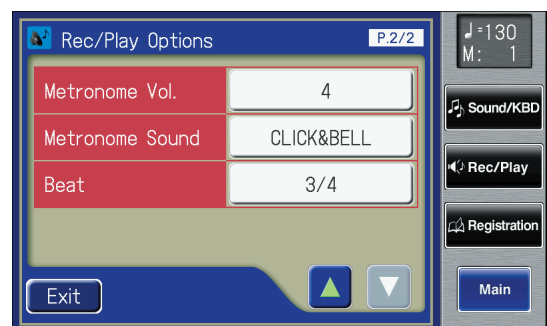 Rec/Play Options
P.2/2
Metronome Vol. 4
Metronome Sound CLICK&BELL
Beat 3/4
Exit
♩=130
M: 1
Sound/KBD
Rec/Play
Registration
Main